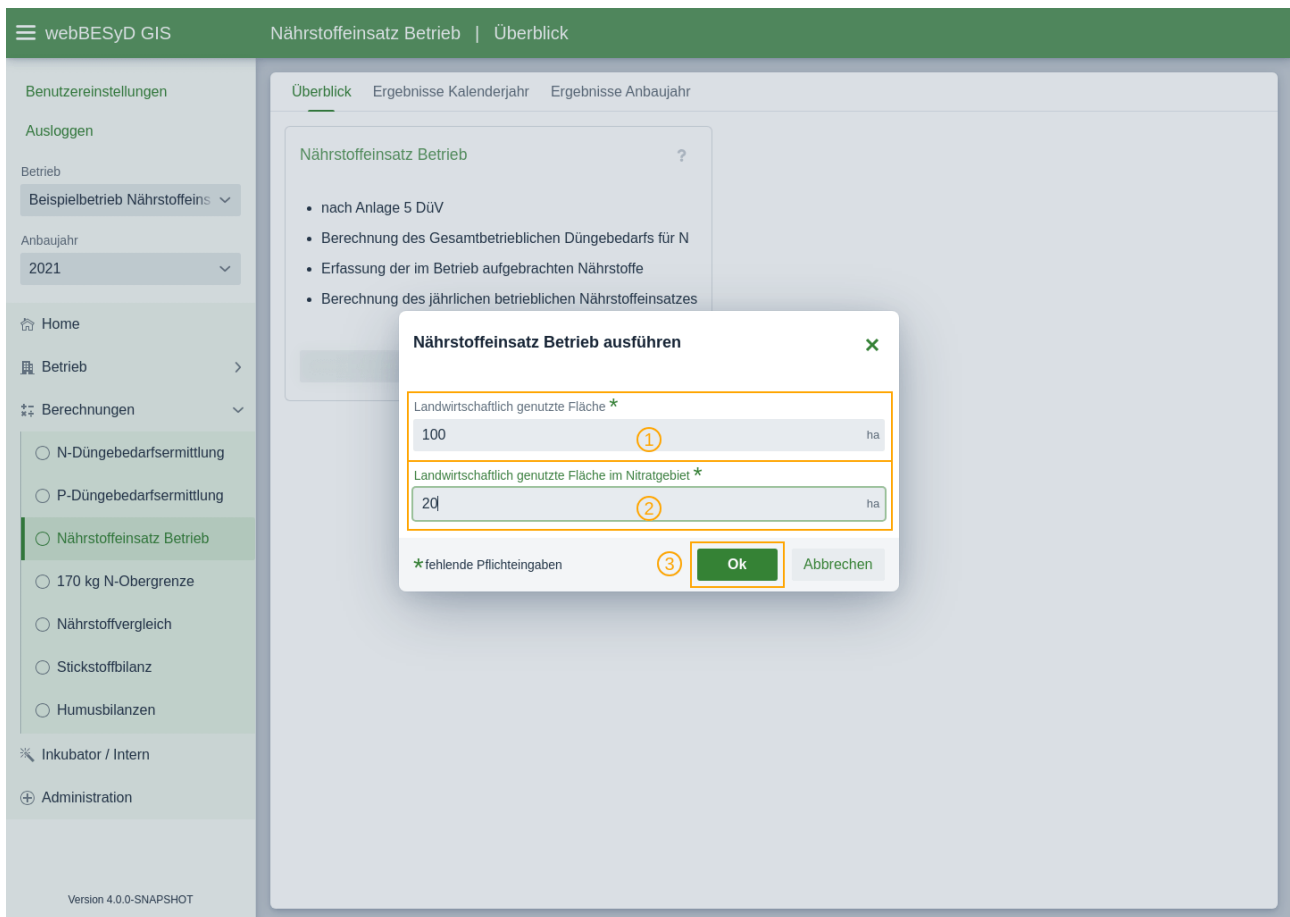 webBESyD GIS
Nährstoffeinsatz Betrieb | Überblick
Benutzereinstellungen
Ausloggen
Betrieb
Beispielbetrieb Nährstoffeins
Anbaujahr
2021
Home
Betrieb
Berechnungen
N-Düngebedarfsermittlung
P-Düngebedarfsermittlung
Nährstoffeinsatz Betrieb
170 kg N-Obergrenze
Nährstoffvergleich
Stickstoffbilanz
Humusbilanzen
Inkubator / Intern
Administration
Version 4.0.0-SNAPSHOT
Überblick Ergebnisse Kalenderjahr Ergebnisse Anbaujahr
Nährstoffeinsatz Betrieb ?
• nach Anlage 5 DüV
• Berechnung des Gesamtbetrieblichen Düngebedarfs für N
• Erfassung der im Betrieb aufgebrachten Nährstoffe
• Berechnung des jährlichen betrieblichen Nährstoffeinsatzes
Nährstoffeinsatz Betrieb ausführen
Landwirtschaftlich genutzte Fläche *
100 1 ha
Landwirtschaftlich genutzte Fläche im Nitratgebiet *
20 2 ha
* fehlende Pflichteingaben 3 Ok Abbrechen